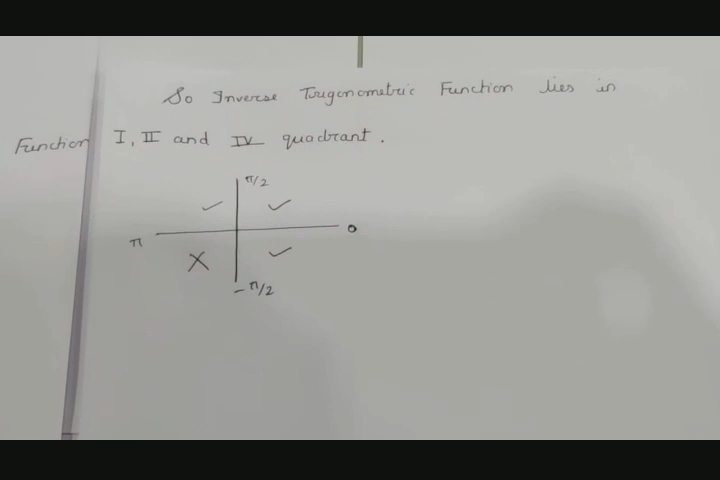 So Inverse Trigonometric Function lies in
Function I, II and IV quadrant.
π/2
π 0
-π/2